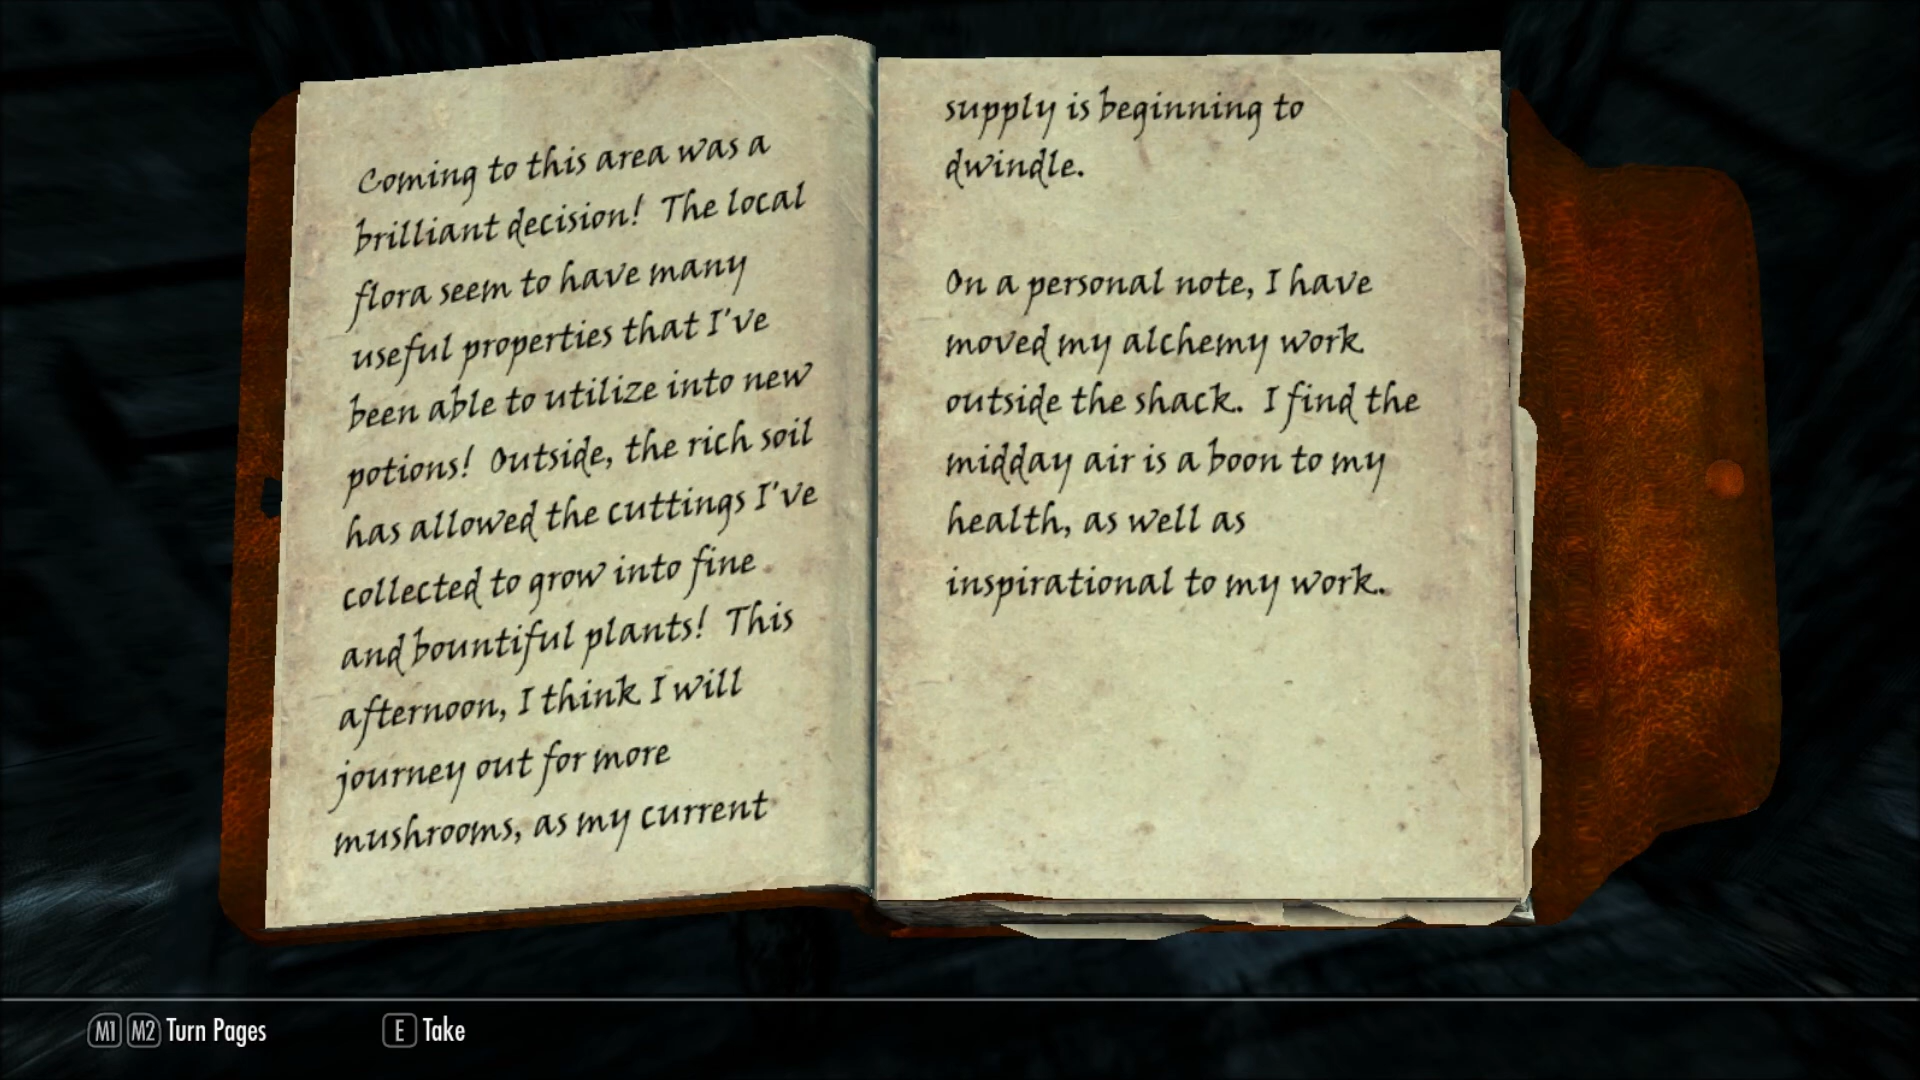 Coming to this area was a
brilliant decision! The local
flora seem to have many
useful properties that I've
been able to utilize into new
potions! Outside, the rich soil
has allowed the cuttings I've
collected to grow into fine
and bountiful plants! This
afternoon, I think I will
journey out for more
mushrooms, as my current
supply is beginning to
dwindle.
On a personal note, I have
moved my alchemy work
outside the shack. I find the
midday air is a boon to my
health, as well as
inspirational to my work.
M1 M2 Turn Pages
E Take